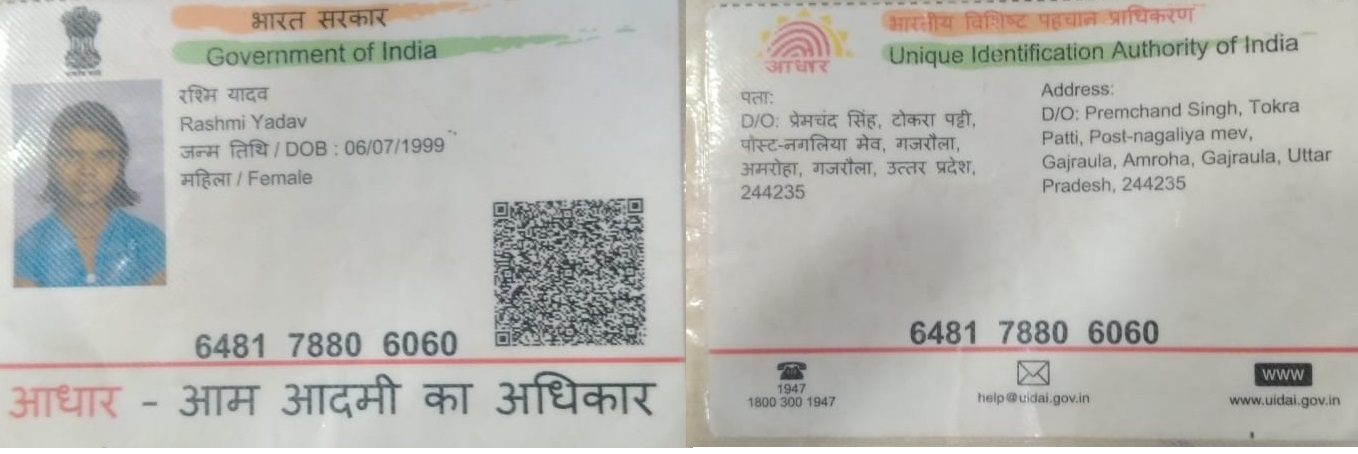 भारत सरकार
Government of India
रश्मि यादव
Rashmi Yadav
जन्म तिथि / DOB : 06/07/1999
महिला / Female
6481 7880 6060
आधार - आम आदमी का अधिकार
भारतीय विशिष्ट पहचान प्राधिकरण
Unique Identification Authority of India
आधार
पता:
D/O: प्रेमचंद सिंह, टोकरा पट्टी,
पोस्ट-नगलिया मेव, गजरौला,
अमरोहा, गजरौला, उत्तर प्रदेश,
244235
Address:
D/O: Premchand Singh, Tokra
Patti, Post-nagaliya mev,
Gajraula, Amroha, Gajraula, Uttar
Pradesh, 244235
6481 7880 6060
1947
1800 300 1947
help@uidai.gov.in
www
www.uidai.gov.in